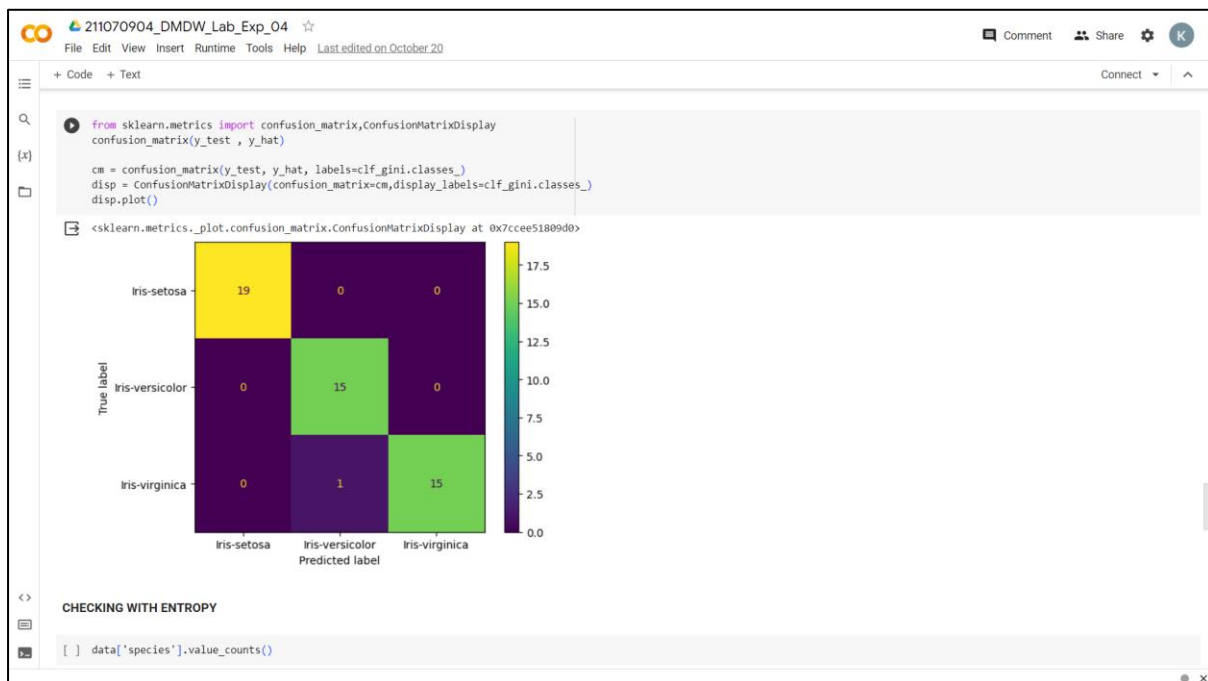 CO 211070904_DMDW_Lab_Exp_04
File Edit View Insert Runtime Tools Help Last edited on October 20
Comment Share K
+ Code + Text Connect
{x}
from sklearn.metrics import confusion_matrix,ConfusionMatrixDisplay
confusion_matrix(y_test , y_hat)
cm = confusion_matrix(y_test, y_hat, labels=clf_gini.classes_)
disp = ConfusionMatrixDisplay(confusion_matrix=cm,display_labels=clf_gini.classes_)
disp.plot()
<sklearn.metrics._plot.confusion_matrix.ConfusionMatrixDisplay at 0x7ccee51809d0>
17.5
Iris-setosa 19 0 0
15.0
12.5
True label
Iris-versicolor 0 15 0
10.0
7.5
5.0
Iris-virginica 0 1 15
2.5
0.0
Iris-setosa Iris-versicolor Iris-virginica
Predicted label
CHECKING WITH ENTROPY
[ ] data['species'].value_counts()